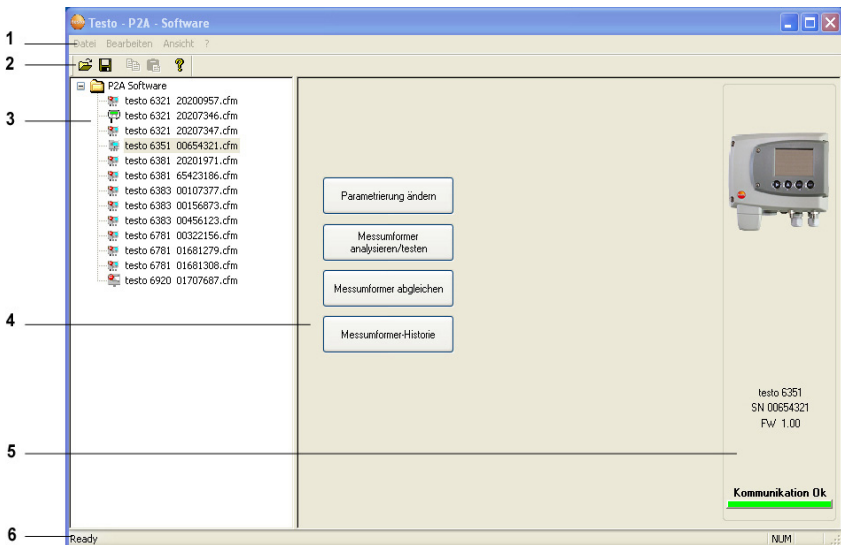 Testo - P2A - Software
1
Datei Bearbeiten Ansicht ?
2
P2A Software
testo 6321 20200957.cfm
3
testo 6321 20207346.cfm
testo 6321 20207347.cfm
testo 6351 00654321.cfm
testo 6381 20201971.cfm
testo 6381 65423186.cfm
testo 6383 00107377.cfm
testo 6383 00156873.cfm
testo 6383 00456123.cfm
testo 6781 00322156.cfm
testo 6781 01681279.cfm
testo 6781 01681308.cfm
testo 6920 01707687.cfm
Parametrierung ändern
Messumformer
analysieren/testen
Messumformer abgleichen
4
Messumformer-Historie
testo 6351
SN 00654321
FW 1.00
5
Kommunikation Ok
6
Ready
NUM